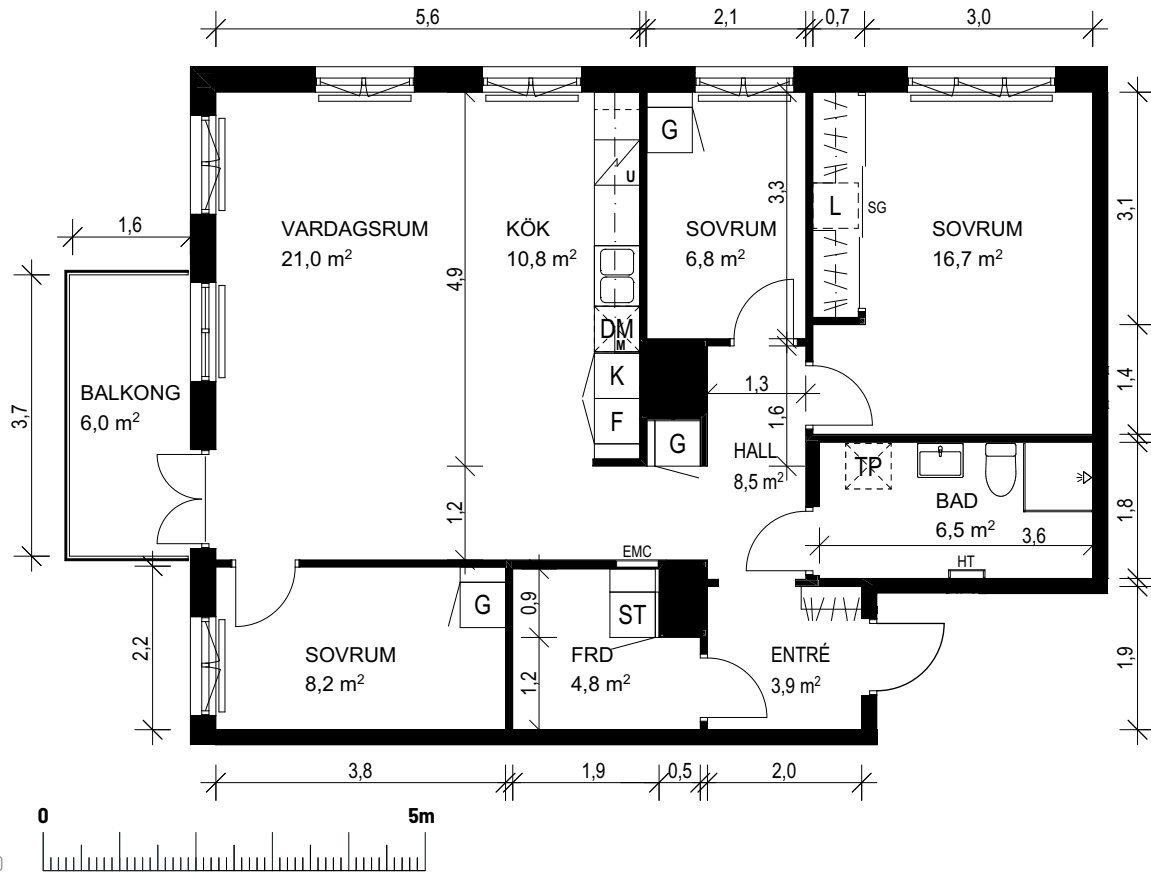 5,6
2,1
0,7
3,0
G
U
L
SG
3,3
3,1
1,6
VARDAGSRUM
21,0 m²
KÖK
10,8 m²
SOVRUM
6,8 m²
SOVRUM
16,7 m²
4,9
DM
M
K
F
BALKONG
6,0 m²
3,7
1,3
1,4
1,6
G
HALL
8,5 m²
TP
BAD
6,5 m²
1,8
3,6
1,2
EMC
HT
G
0,9
ST
2,2
SOVRUM
8,2 m²
FRD
4,8 m²
1,2
ENTRÉ
3,9 m²
1,9
3,8
1,9
0,5
2,0
0
5m